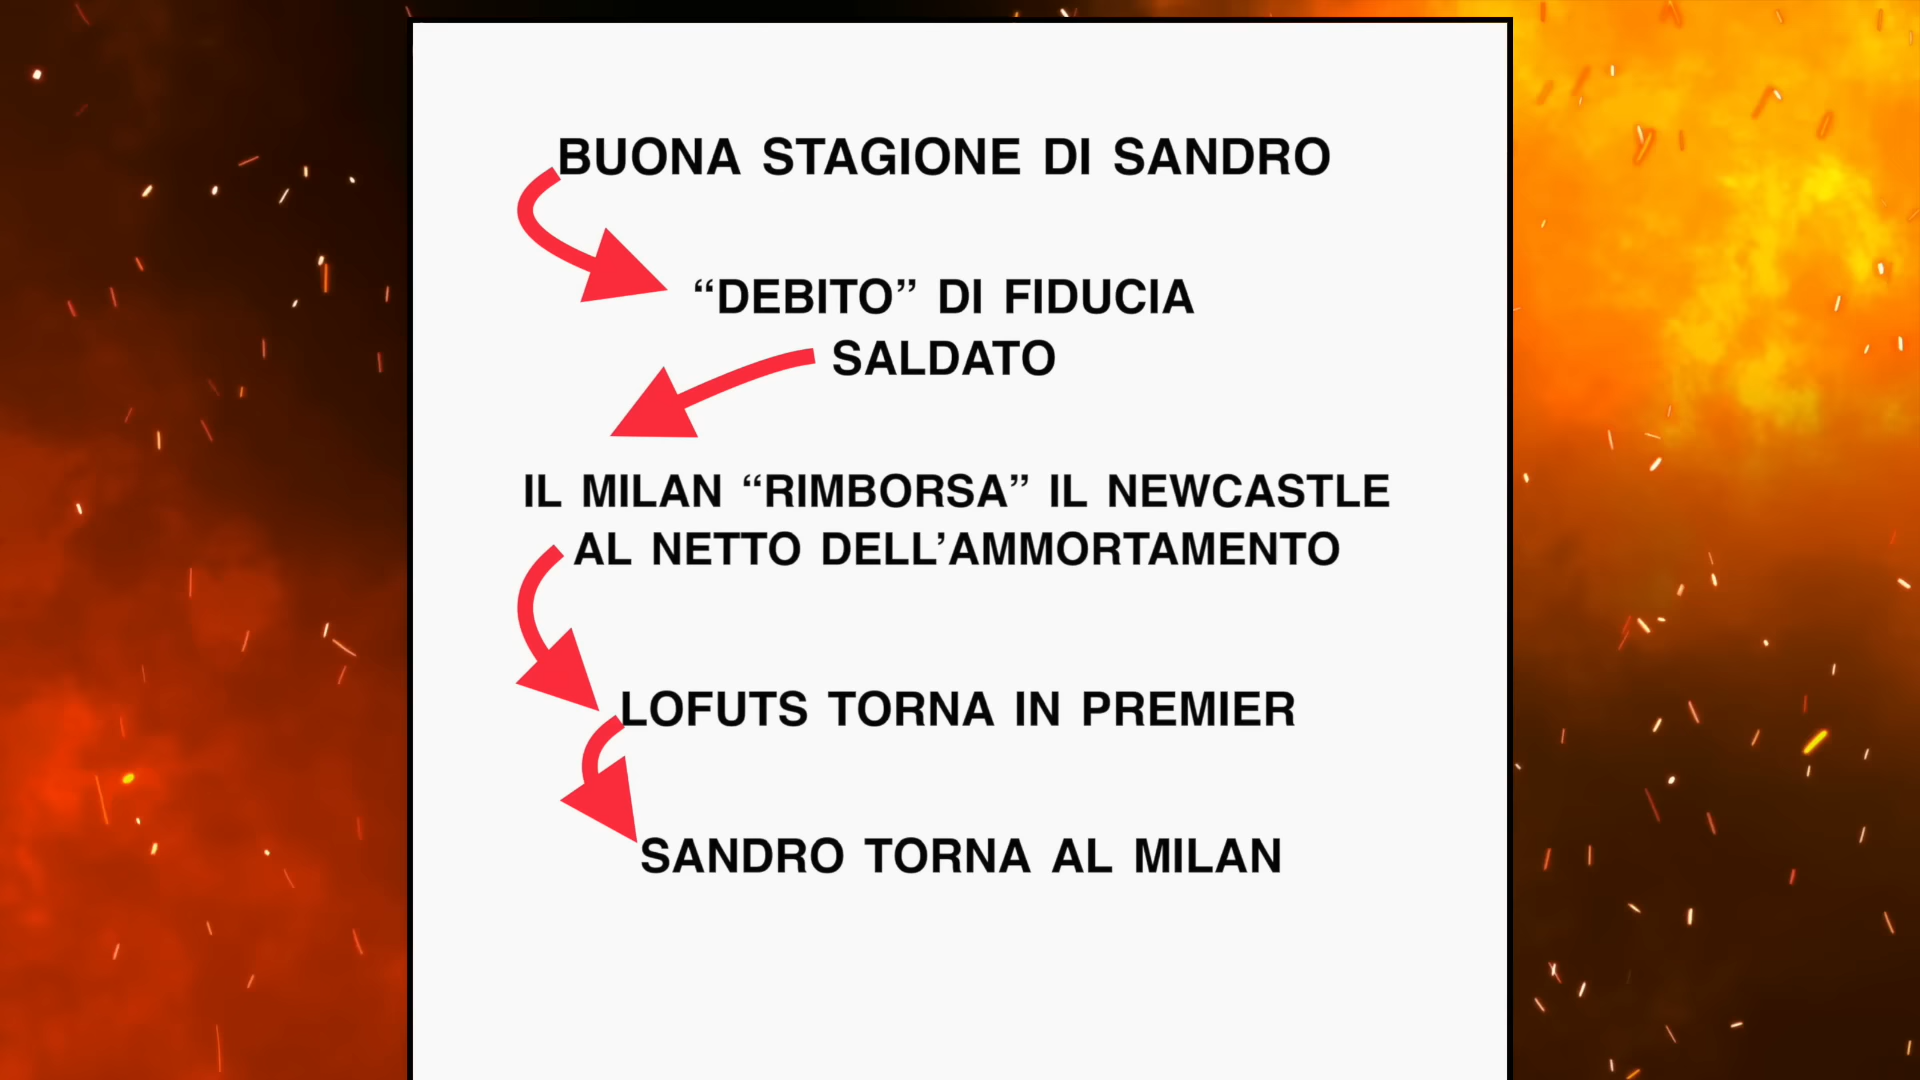 BUONA STAGIONE DI SANDRO
“DEBITO” DI FIDUCIA
SALDATO
IL MILAN “RIMBORSA” IL NEWCASTLE
AL NETTO DELL’AMMORTAMENTO
LOFUTS TORNA IN PREMIER
SANDRO TORNA AL MILAN